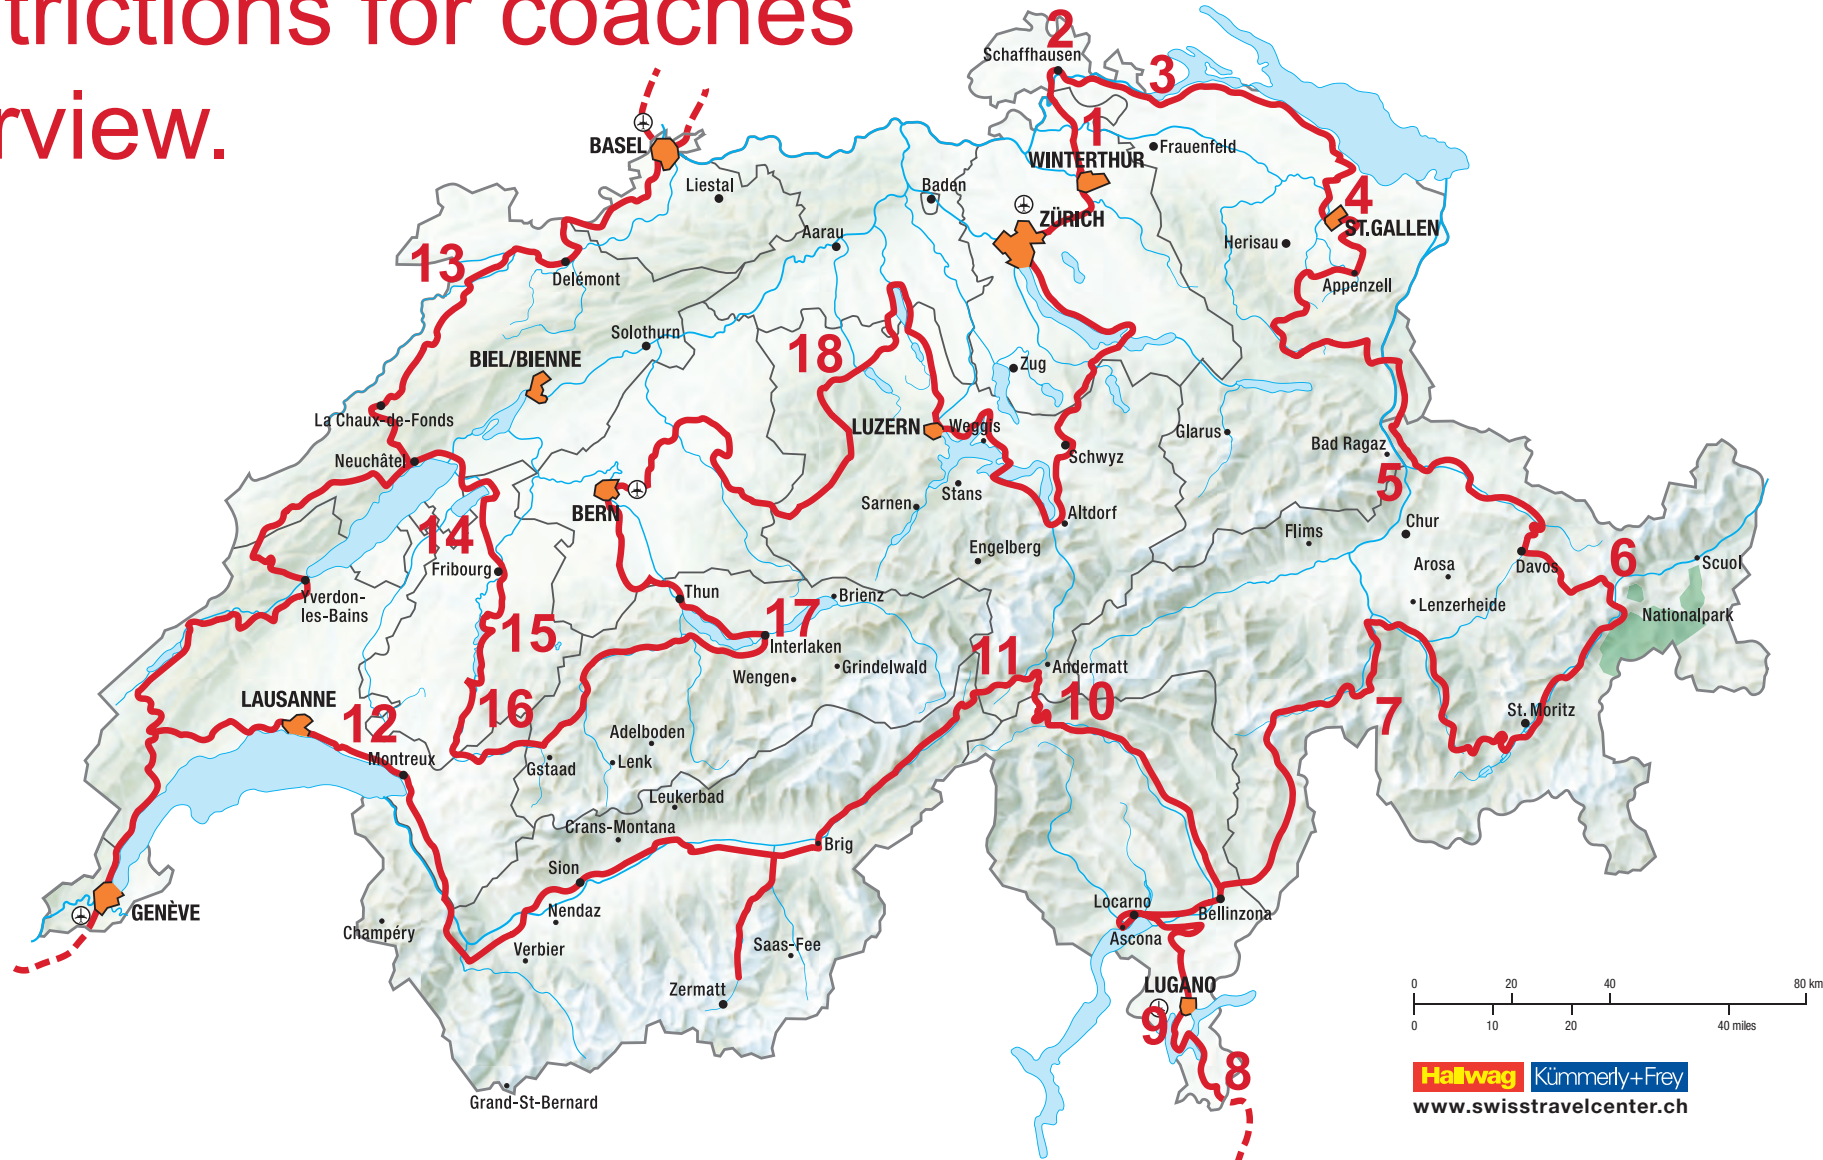 trictions for coaches
rview.
2
Schaffhausen
3
1
BASEL
WINTERTHUR
Frauenfeld
Liestal
Baden
4
ZÜRICH
ST.GALLEN
Aarau
Herisau
13
Delémont
Appenzell
Solothurn
18
BIEL/BIENNE
Zug
La Chaux-de-Fonds
LUZERN
Weggis
Glarus
Bad Ragaz
Neuchâtel
Schwyz
5
Stans
Sarnen
BERN
Altdorf
Chur
14
Flims
Engelberg
6
Fribourg
Arosa
Davos
Scuol
Yverdon-
les-Bains
Thun
Brienz
Lenzerheide
17
Nationalpark
15
Interlaken
11
Grindelwald
Andermatt
Wengen
LAUSANNE
16
10
7
St. Moritz
12
Adelboden
Montreux
Lenk
Gstaad
Leukerbad
Crans-Montana
Brig
Sion
Locarno
Bellinzona
GENÈVE
Nendaz
Champéry
Ascona
Verbier
Saas-Fee
Zermatt
LUGANO
9
8
Grand-St-Bernard
0 20 40 80 km
0 10 20 40 miles
Hallwag Kümmerly+Frey
www.swisstravelcenter.ch